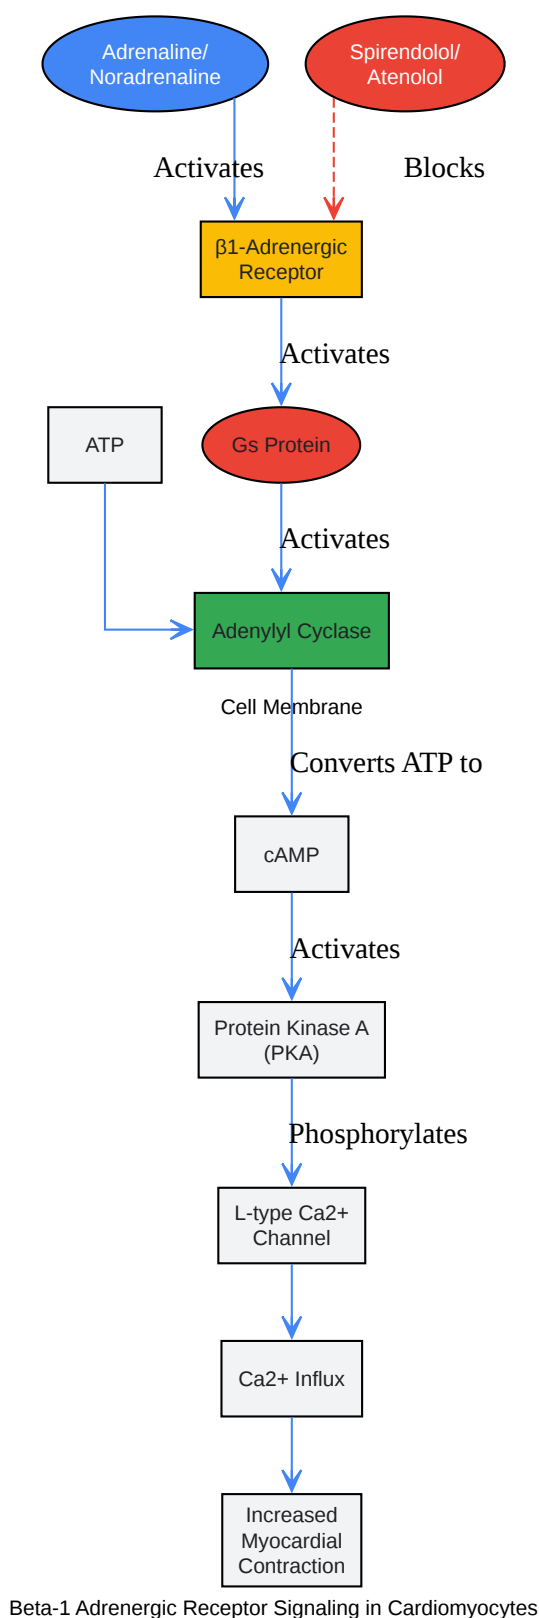 Adrenaline/
Noradrenaline
Spirendolol/
Atenolol
Activates
Blocks
β1-Adrenergic
Receptor
Activates
ATP
Gs Protein
Activates
Adenylyl Cyclase
Cell Membrane
Converts ATP to
cAMP
Activates
Protein Kinase A
(PKA)
Phosphorylates
L-type Ca2+
Channel
Ca2+ Influx
Increased
Myocardial
Contraction
Beta-1 Adrenergic Receptor Signaling in Cardiomyocytes